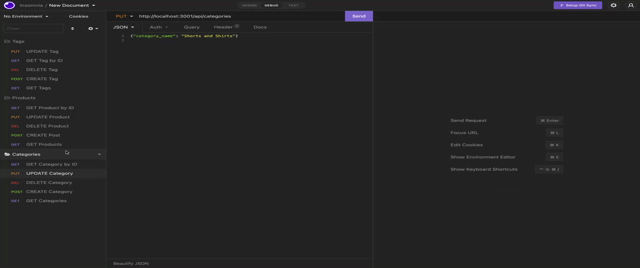 Insomnia / New Document
DESIGN DEBUG TEST
Setup Git Sync
No Environment Cookies
PUT http://localhost:3001/api/categories Send
JSON Auth Query Header Docs
1 {"category_name": "Shorts and Shirts"}
Tags
PUT UPDATE Tag
GET GET Tag by ID
DEL DELETE Tag
POST CREATE Tag
GET GET Tags
Products
GET GET Product by ID
PUT UPDATE Product
DEL DELETE Product
POST CREATE Post
GET GET Products
Categories
GET GET Category by ID
PUT UPDATE Category
DEL DELETE Category
POST CREATE Category
GET GET Categories
Send Request ⌘ Enter
Focus URL ⌘ L
Edit Cookies ⌘ K
Show Environment Editor ⌘ E
Show Keyboard Shortcuts
Beautify JSON